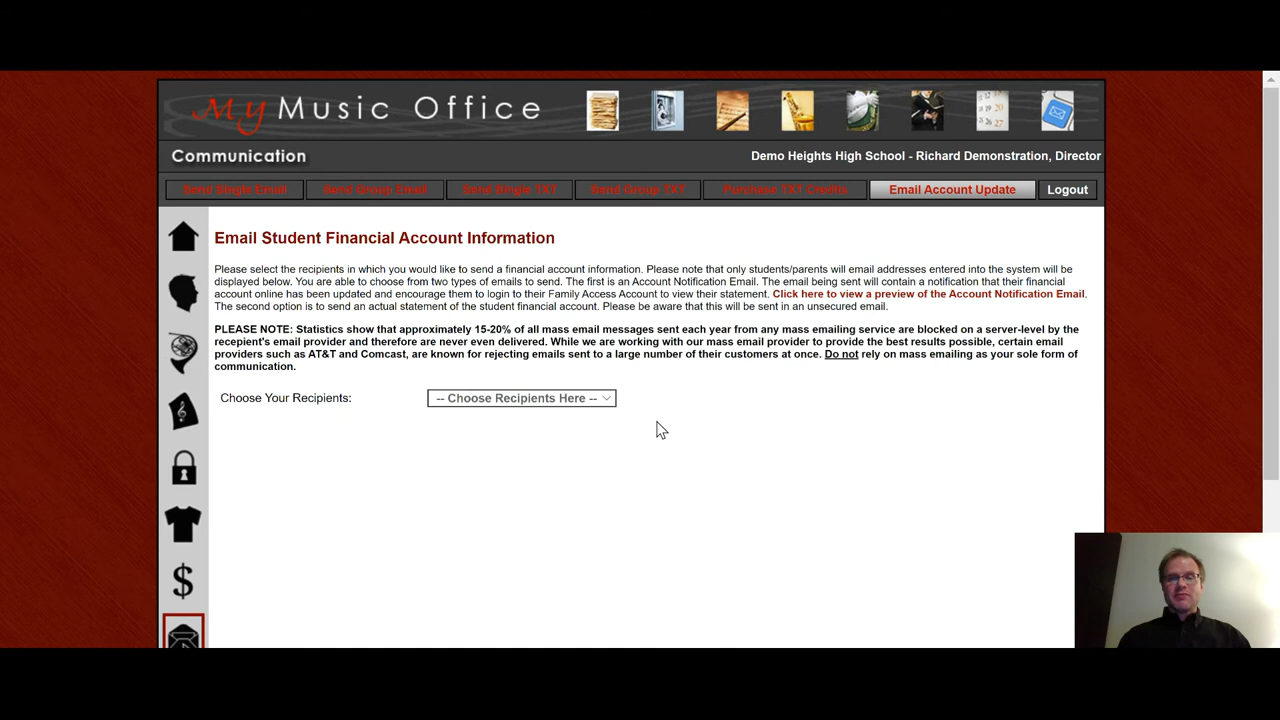 My Music Office
Communication
Demo Heights High School - Richard Demonstration, Director
Send Single Email Send Group Email Send Single TXT Send Group TXT Purchase TXT Credits Email Account Update Logout
Email Student Financial Account Information
Please select the recipients in which you would like to send a financial account information. Please note that only students/parents will email addresses entered into the system will be
displayed below. You are able to choose from two types of emails to send. The first is an Account Notification Email. The email being sent will contain a notification that their financial
account online has been updated and encourage them to login to their Family Access Account to view their statement. Click here to view a preview of the Account Notification Email.
The second option is to send an actual statement of the student financial account. Please be aware that this will be sent in an unsecured email.
PLEASE NOTE: Statistics show that approximately 15-20% of all mass email messages sent each year from any mass emailing service are blocked on a server-level by the
recepient's email provider and therefore are never even delivered. While we are working with our mass email provider to provide the best results possible, certain email
providers such as AT&T and Comcast, are known for rejecting emails sent to a large number of their customers at once. Do not rely on mass emailing as your sole form of
communication.
Choose Your Recipients: -- Choose Recipients Here --
$